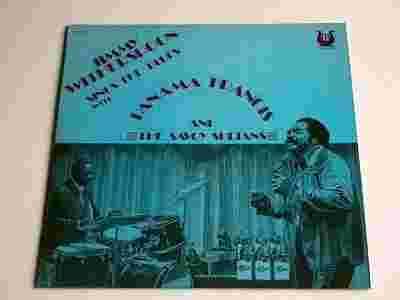 JIMMY
WITHERSPOON
SINGS THE BLUES
WITH
PANAMA FRANCIS
AND
THE SAVOY SULTANS